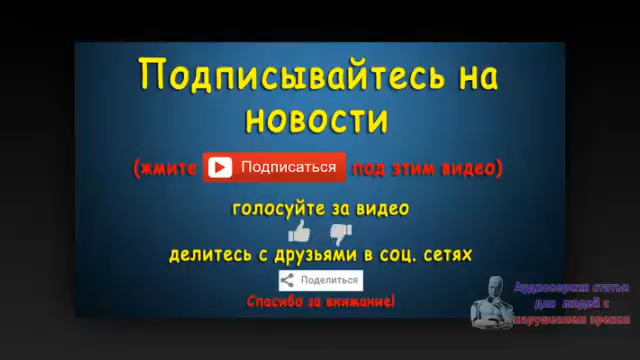 Подписывайтесь на
новости
(жмите Подписаться под этим видео)
голосуйте за видео
делитесь с друзьями в соц. сетях
Поделиться
Спасибо за внимание!
Аудиоверсия статьи
для людей с
нарушением зрения